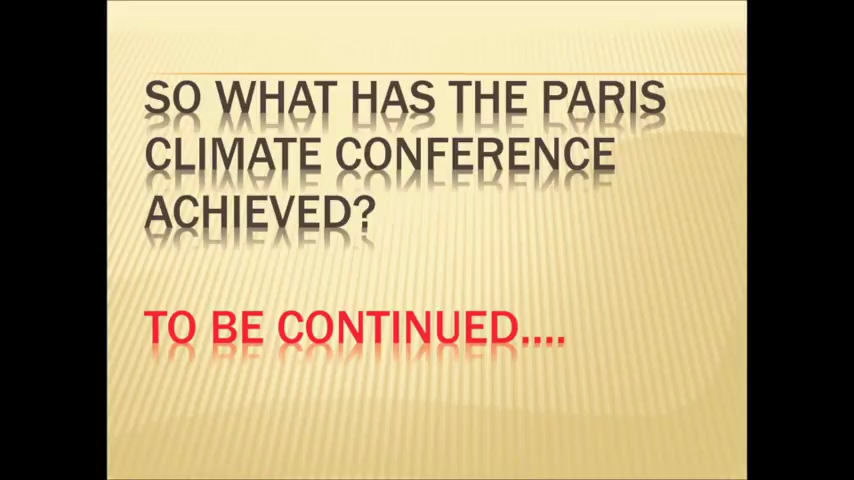 SO WHAT HAS THE PARIS
CLIMATE CONFERENCE
ACHIEVED?
TO BE CONTINUED....